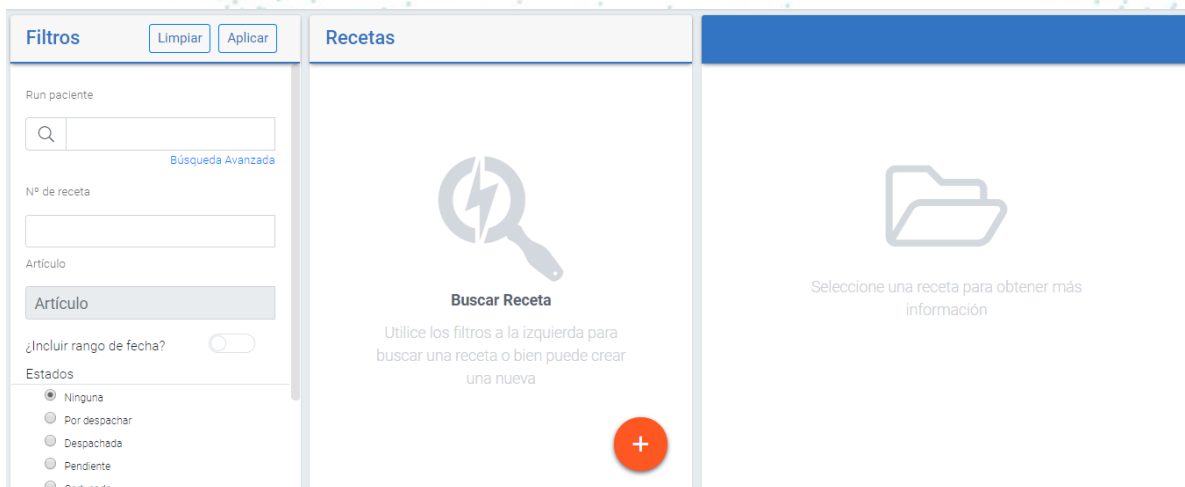 Filtros
Limpiar
Aplicar
Run paciente
Búsqueda Avanzada
Nº de receta
Artículo
Artículo
¿Incluir rango de fecha?
Estados
Ninguna
Por despachar
Despachada
Pendiente
Recetas
Buscar Receta
Utilice los filtros a la izquierda para
buscar una receta o bien puede crear
una nueva
+
Seleccione una receta para obtener más
información